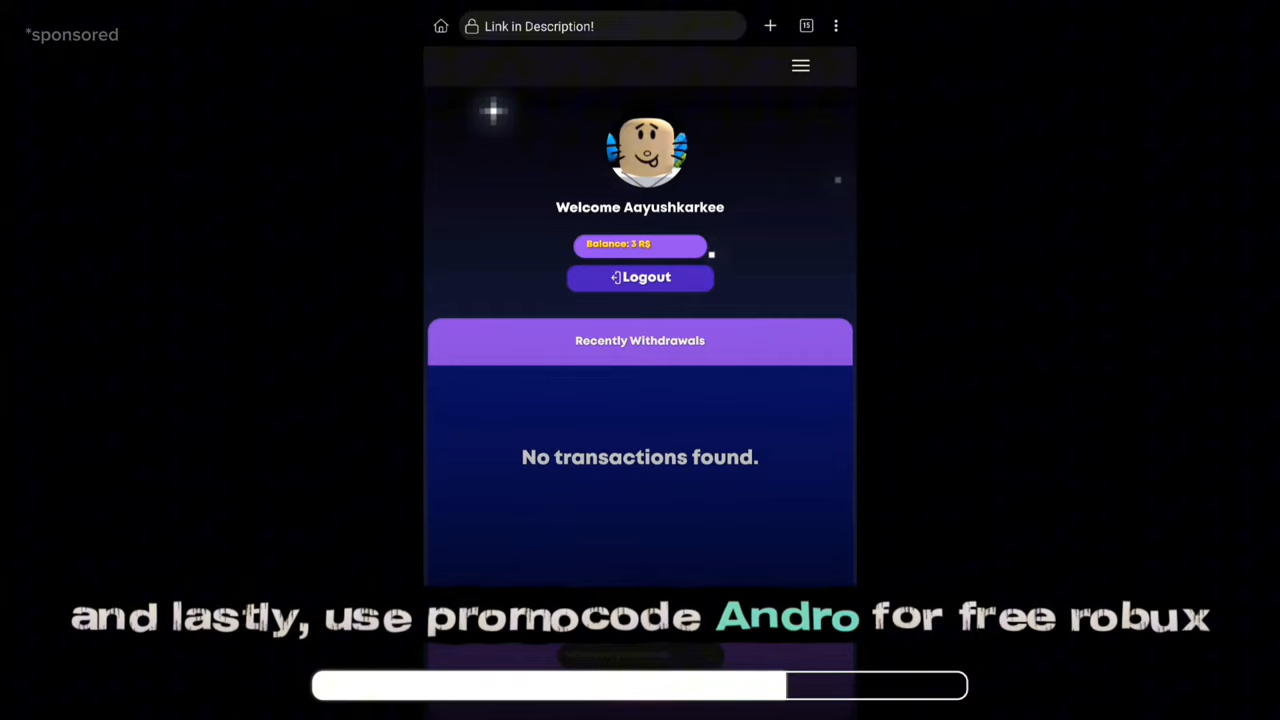 *sponsored
Link in Description!
15
Welcome Aayushkarkee
Balance: 3 R$
Logout
Recently Withdrawals
No transactions found.
and lastly, use promocode Andro for free robux